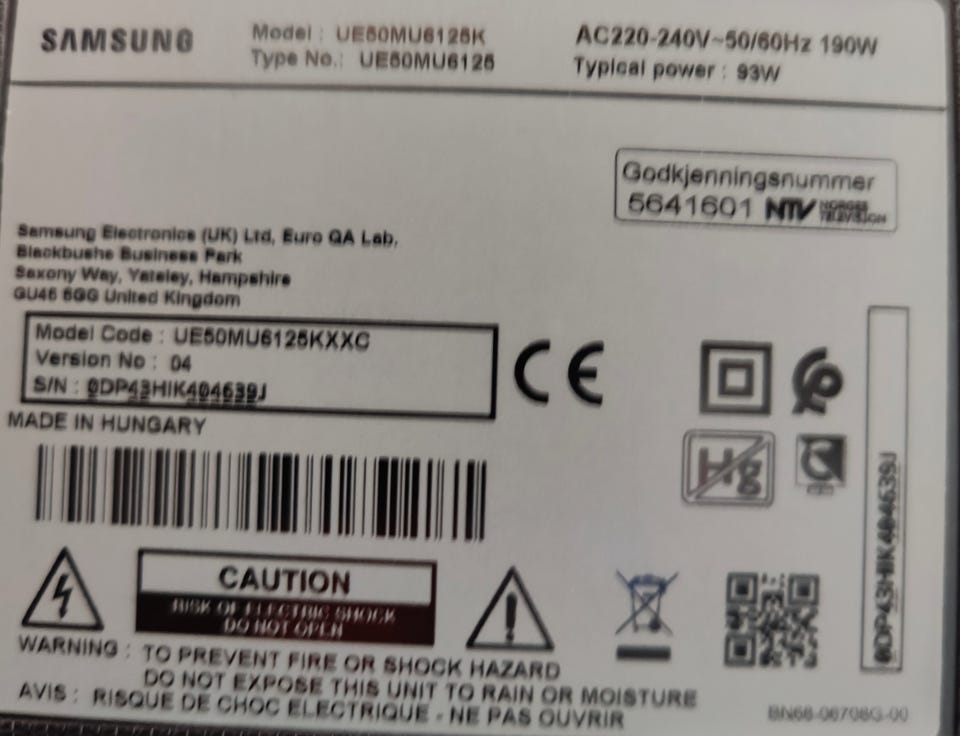 SAMSUNG
Model : UE50MU6125K
Type No.: UE50MU6125
AC220-240V~50/60Hz 190W
Typical power : 93W
Godkjenningsnummer
5641601 NTV NORGES TELEVISJON
Samsung Electronics (UK) Ltd, Euro QA Lab,
Blackbushe Business Park
Saxony Way, Yateley, Hampshire
GU46 6GG United Kingdom
Model Code : UE50MU6125KXXC
Version No : 04
S/N : 0DP43HIK404639J
CE
MADE IN HUNGARY
Hg
0DP43HIK404639J
CAUTION
RISK OF ELECTRIC SHOCK
DO NOT OPEN
WARNING : TO PREVENT FIRE OR SHOCK HAZARD
DO NOT EXPOSE THIS UNIT TO RAIN OR MOISTURE
AVIS : RISQUE DE CHOC ELECTRIQUE - NE PAS OUVRIR
BN68-06708G-00